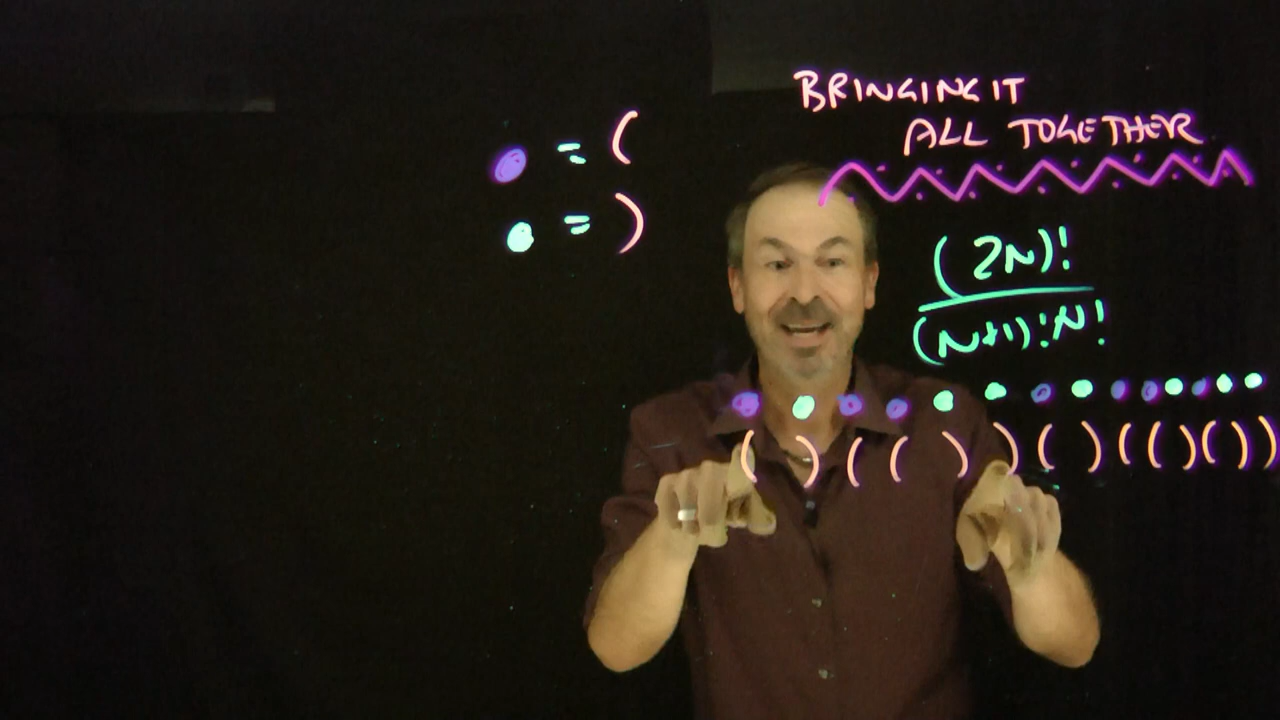 BRINGING IT
ALL TOGETHER
= (
= )
(2N)!
(N+1)!N!
( ) ( ( ) ) ( ) ( ( ) ( ) )